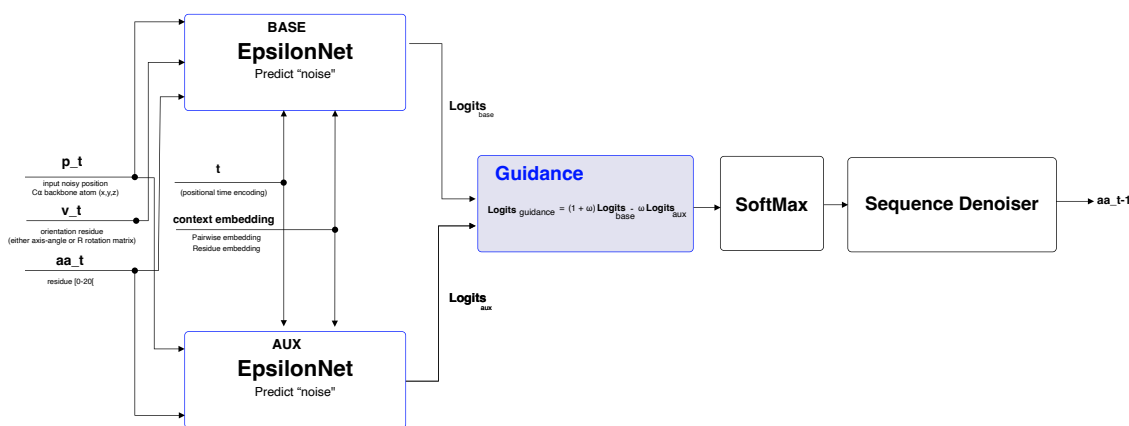 BASE
EpsilonNet
Predict “noise"
Logits
base
p_t
input noisy position
Cα backbone atom (x,y,z)
v_t
orientation residue
(either axis-angle or R rotation matrix)
aa_t
residue [0-20[
t
(positional time encoding)
context embedding
Pairwise embedding
Residue embedding
Guidance
Logits guidance = (1 + ω) Logits base - ω Logits aux
SoftMax
Sequence Denoiser
aa_t-1
Logits
aux
AUX
EpsilonNet
Predict “noise"